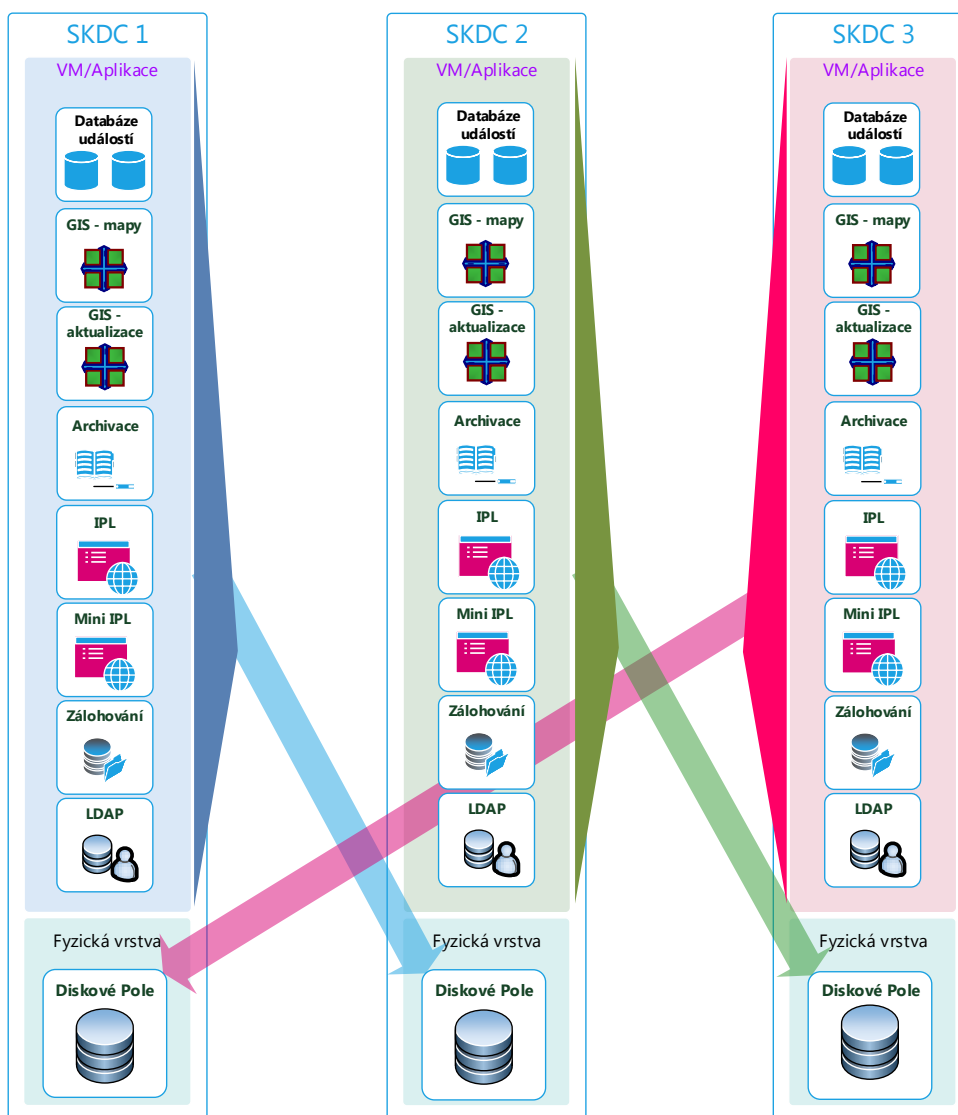 SKDC 1
VM/Aplikace
Databáze
událostí
GIS - mapy
GIS -
aktualizace
Archivace
IPL
Mini IPL
Zálohování
LDAP
Fyzická vrstva
Diskové Pole
SKDC 2
VM/Aplikace
Databáze
událostí
GIS - mapy
GIS -
aktualizace
Archivace
IPL
Mini IPL
Zálohování
LDAP
Fyzická vrstva
Diskové Pole
SKDC 3
VM/Aplikace
Databáze
událostí
GIS - mapy
GIS -
aktualizace
Archivace
IPL
Mini IPL
Zálohování
LDAP
Fyzická vrstva
Diskové Pole